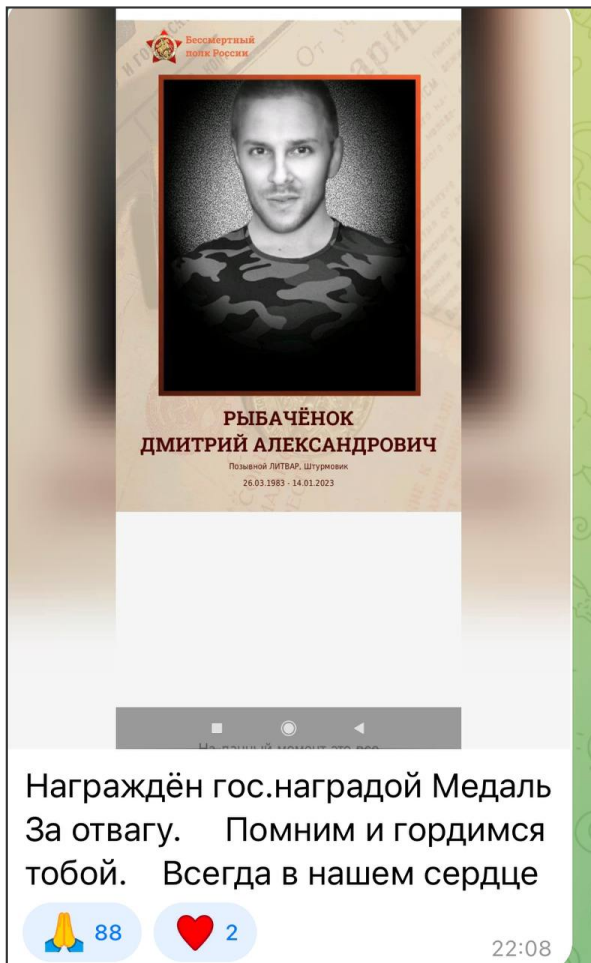 Бессмертный
полк России
РЫБАЧЁНОК
ДМИТРИЙ АЛЕКСАНДРОВИЧ
Позывной ЛИТВАР, Штурмовик
26.03.1983 - 14.01.2023
Награждён гос.наградой Медаль
За отвагу. Помним и гордимся
тобой. Всегда в нашем сердце
88
2
22:08